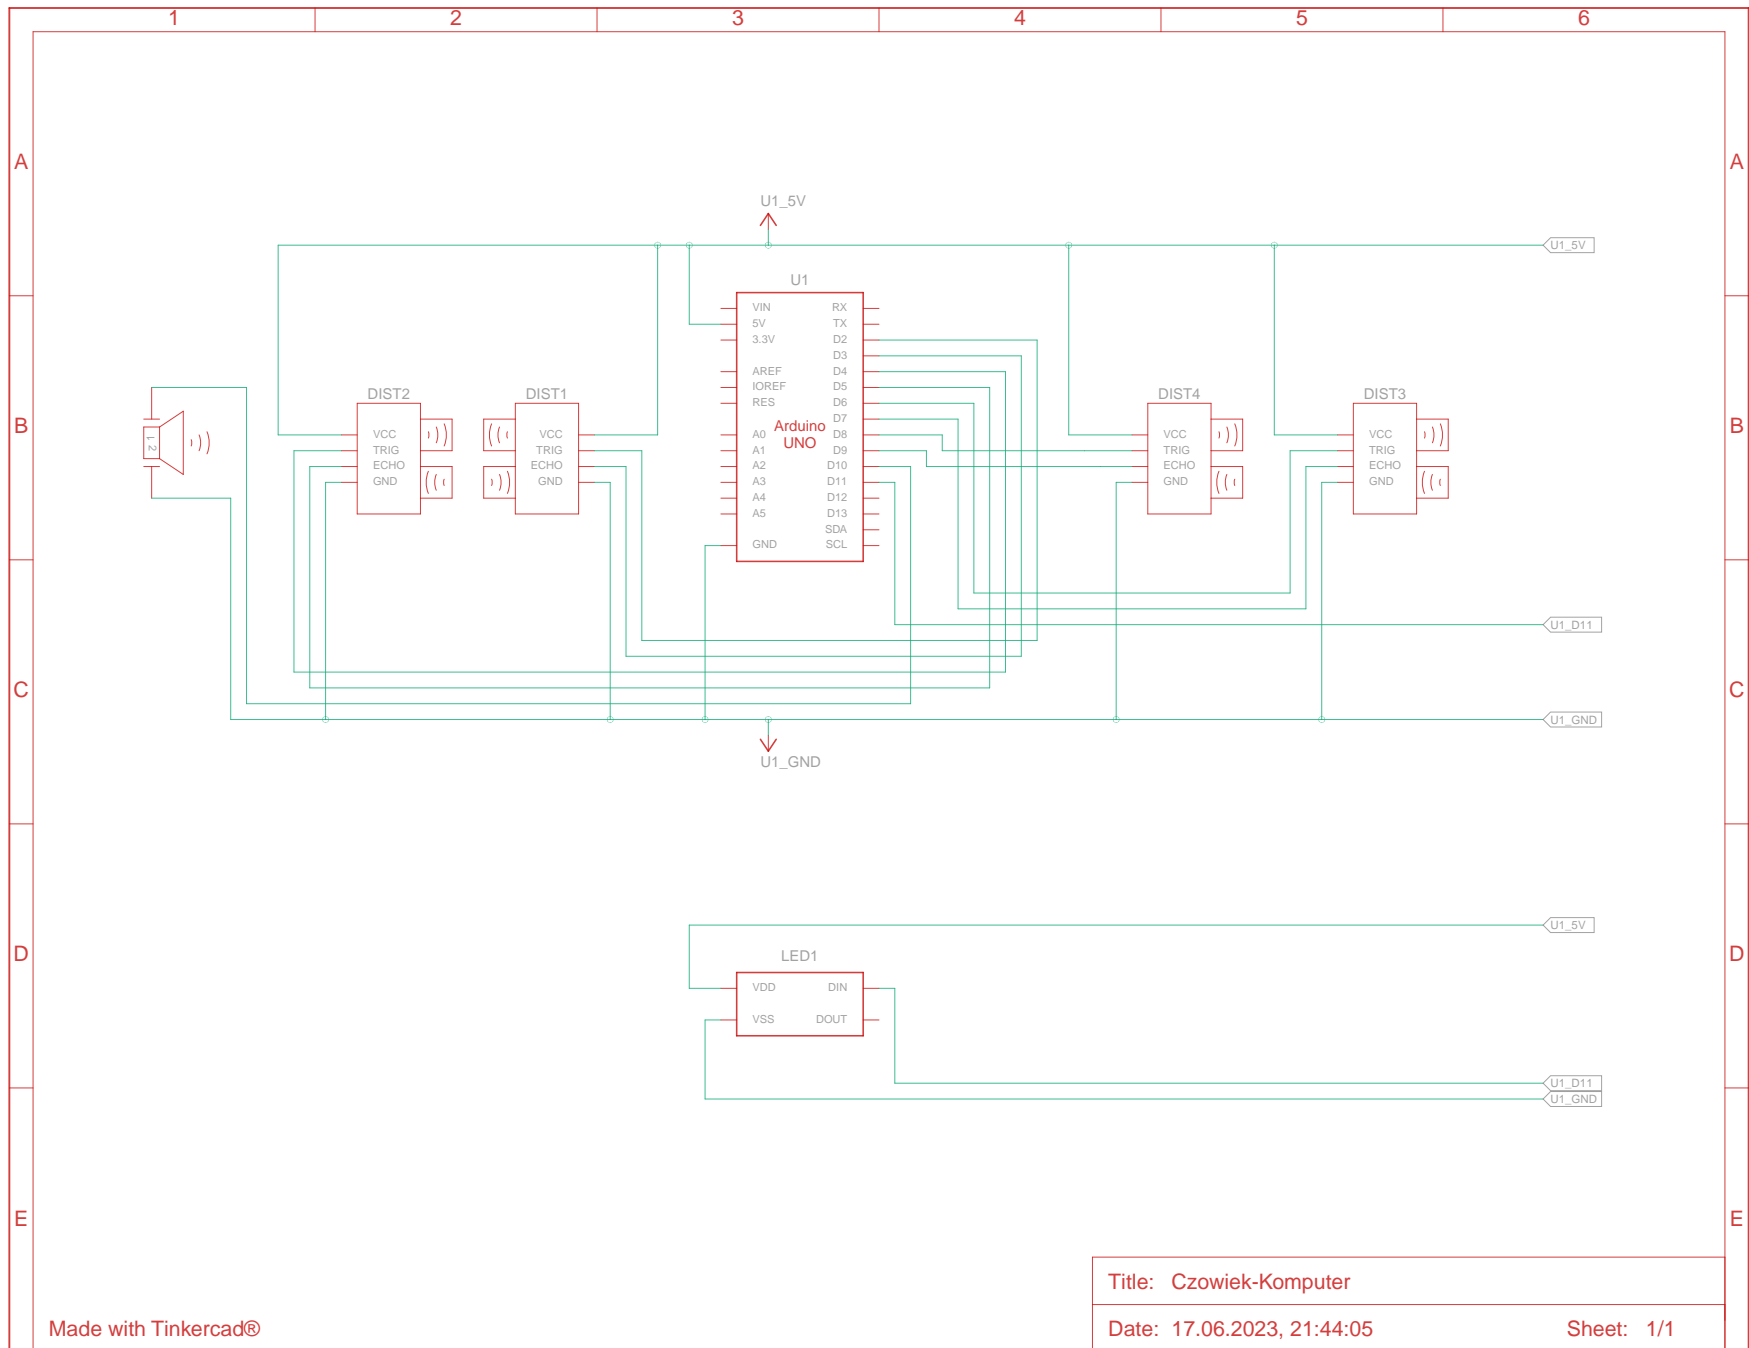 1 2 3 4 5 6
A A
U1_5V
U1_5V
U1
VIN RX
5V TX
3.3V D2
D3
AREF D4
IOREF D5
RES D6
D7
A0 D8
A1 D9
A2 D10
A3 D11
A4 D12
A5 D13
SDA
GND SCL
Arduino
UNO
B B
1 2
DIST2
VCC
TRIG
ECHO
GND
DIST1
VCC
TRIG
ECHO
GND
DIST4
VCC
TRIG
ECHO
GND
DIST3
VCC
TRIG
ECHO
GND
U1_D11
C C
U1_GND
U1_GND
U1_5V
D D
LED1
VDD DIN
VSS DOUT
U1_D11
U1_GND
E E
Title: Czowiek-Komputer
Made with Tinkercad®
Date: 17.06.2023, 21:44:05 Sheet: 1/1